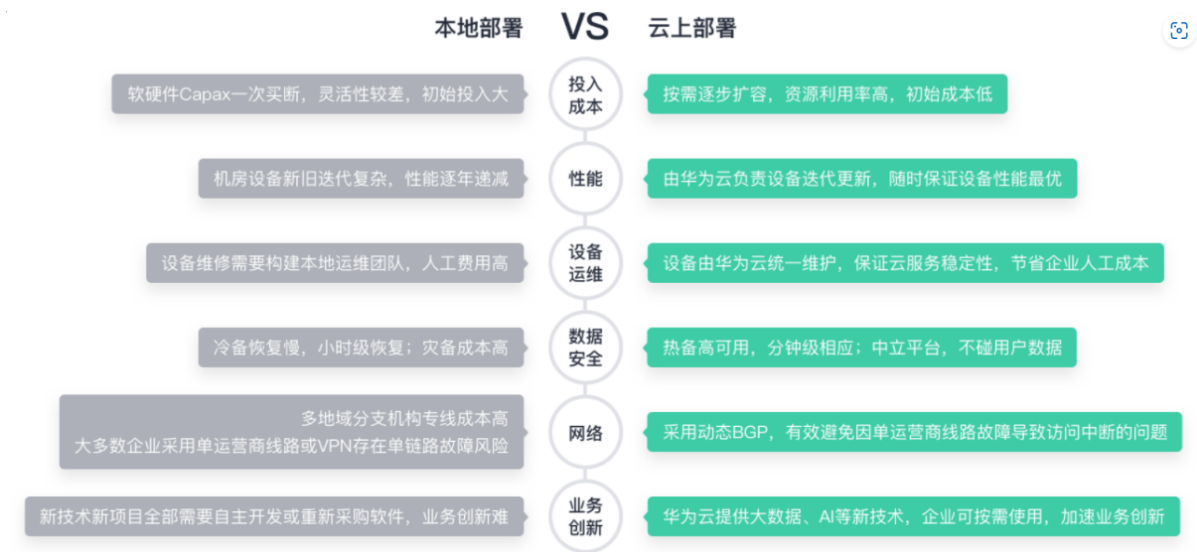 本地部署 VS 云上部署
软硬件Capax一次买断，灵活性较差，初始投入大
投入
成本
按需逐步扩容，资源利用率高，初始成本低
机房设备新旧迭代复杂，性能逐年递减
性能
由华为云负责设备迭代更新，随时保证设备性能最优
设备维修需要构建本地运维团队，人工费用高
设备
运维
设备由华为云统一维护，保证云服务稳定性，节省企业人工成本
冷备恢复慢，小时级恢复；灾备成本高
数据
安全
热备高可用，分钟级相应；中立平台，不碰用户数据
多地域分支机构专线成本高
大多数企业采用单运营商线路或VPN存在单链路故障风险
网络
采用动态BGP，有效避免因单运营商线路故障导致访问中断的问题
新技术新项目全部需要自主开发或重新采购软件，业务创新难
业务
创新
华为云提供大数据、AI等新技术，企业可按需使用，加速业务创新